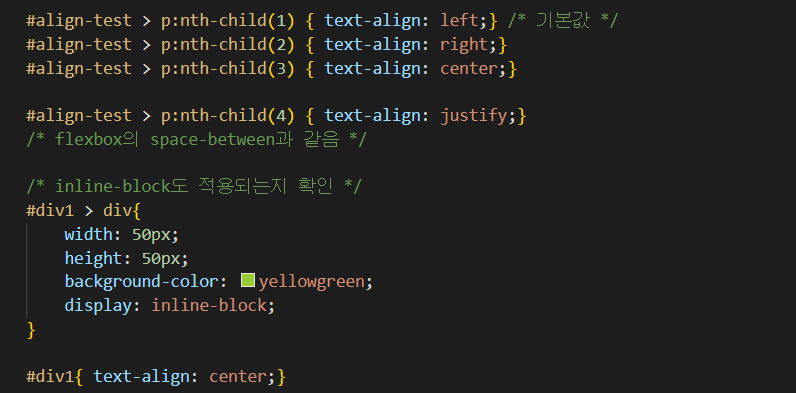 #align-test > p:nth-child(1) { text-align: left;} /* 기본값 */
#align-test > p:nth-child(2) { text-align: right;}
#align-test > p:nth-child(3) { text-align: center;}
#align-test > p:nth-child(4) { text-align: justify;}
/* flexbox의 space-between과 같음 */
/* inline-block도 적용되는지 확인 */
#div1 > div{
width: 50px;
height: 50px;
background-color: yellowgreen;
display: inline-block;
}
#div1{ text-align: center;}